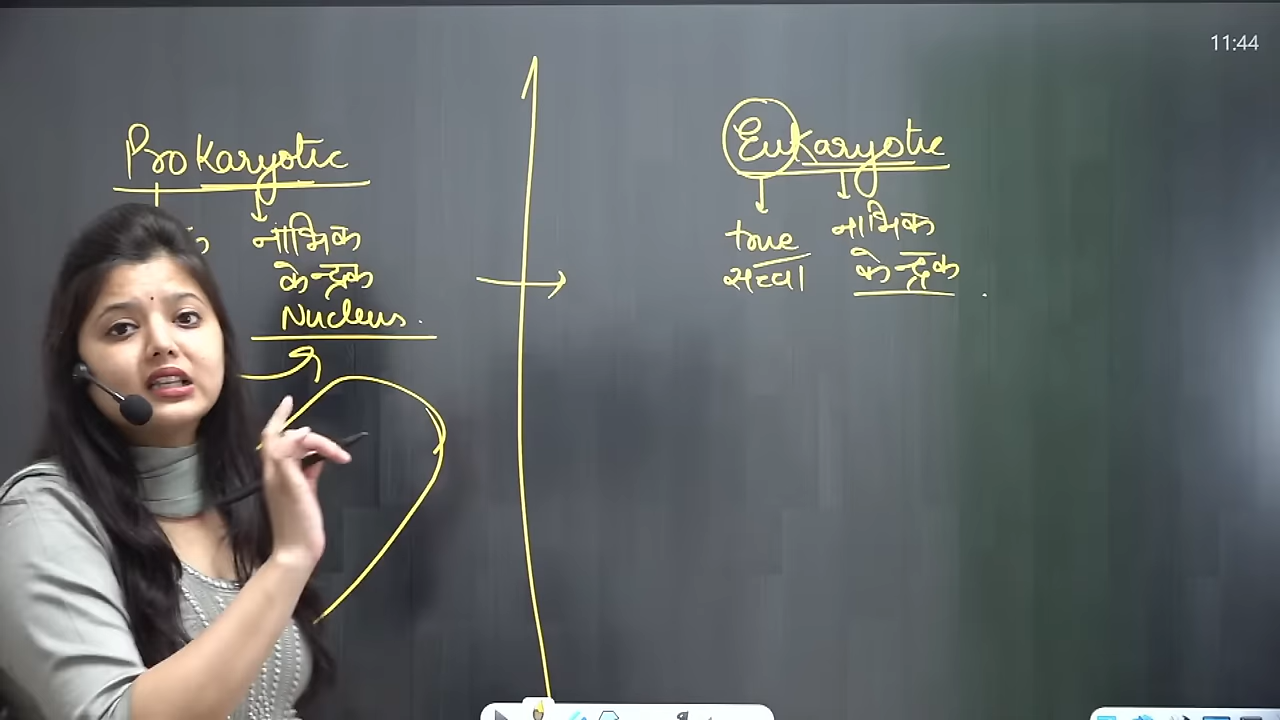 11:44
Prokaryotic
नाभिक
केन्द्रक
Nucleus.
Eukaryotic
true नाभिक
सच्चा केन्द्रक